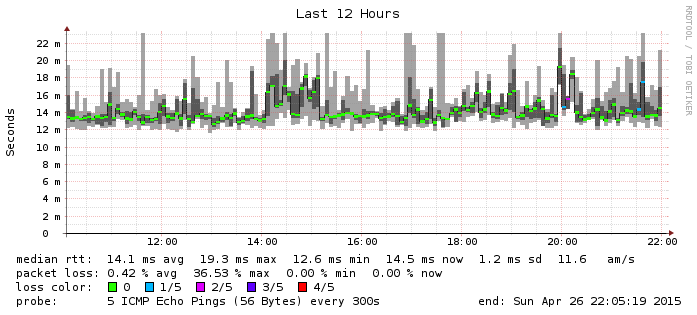 Last 12 Hours
RRDTOOL / TOBI OETIKER
Seconds
22 m
20 m
18 m
16 m
14 m
12 m
10 m
8 m
6 m
4 m
2 m
0
12:00 14:00 16:00 18:00 20:00 22:00
median rtt: 14.1 ms avg 19.3 ms max 12.6 ms min 14.5 ms now 1.2 ms sd 11.6 am/s
packet loss: 0.42 % avg 36.53 % max 0.00 % min 0.00 % now
loss color: 0 1/5 2/5 3/5 4/5
probe: 5 ICMP Echo Pings (56 Bytes) every 300s end: Sun Apr 26 22:05:19 2015